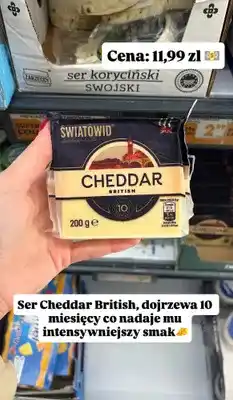 Cena: 11,99 zl 💴
ser koryciński
SWOJSKI
ŚWIATOWID
CHEDDAR
BRITISH
10
200 g e
Ser Cheddar British, dojrzewa 10
miesięcy co nadaje mu
intensywniejszy smak🧀